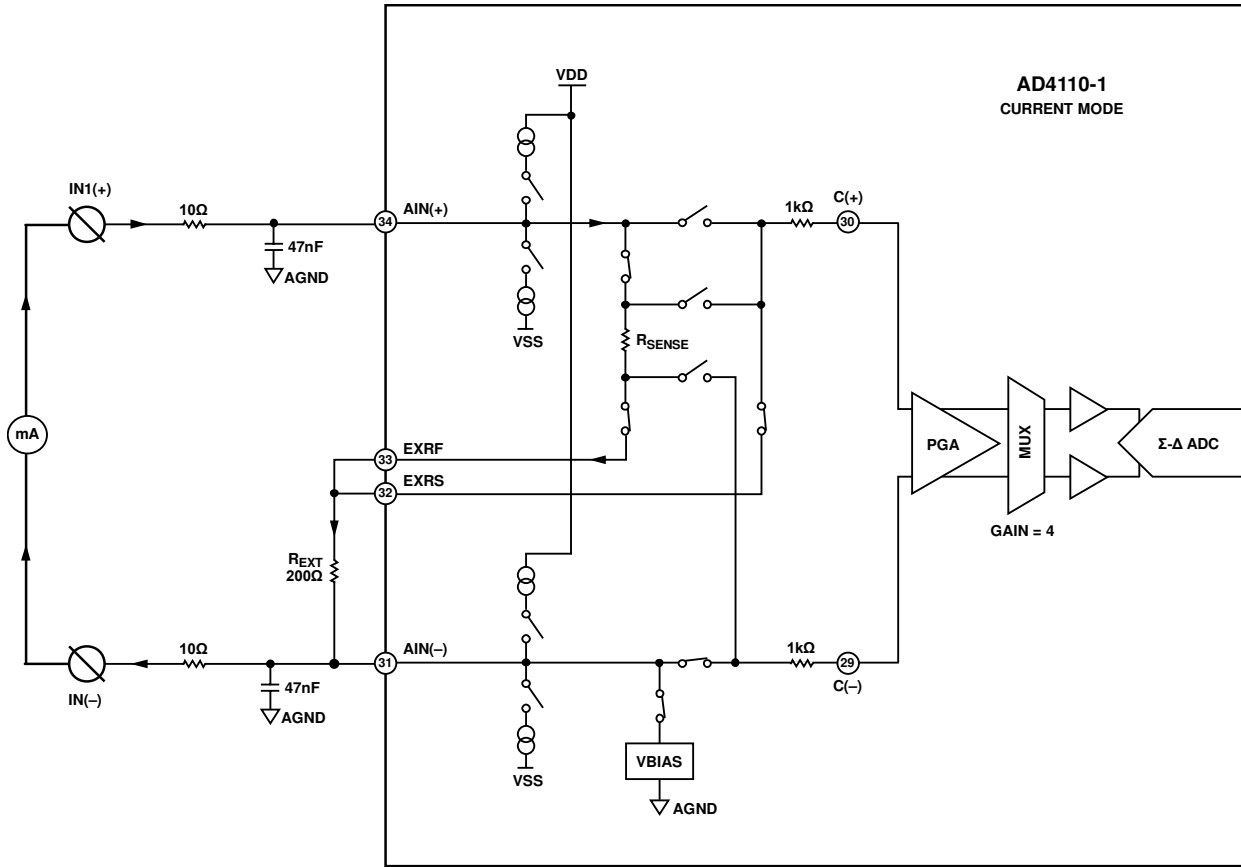 AD4110-1
CURRENT MODE
VDD
IN1(+)
10Ω
47nF
AGND
34
AIN(+)
VSS
RSENSE
1kΩ
C(+)
30
mA
33
EXRF
32
EXRS
REXT
200Ω
PGA
MUX
Σ-Δ ADC
GAIN = 4
IN(–)
10Ω
47nF
AGND
31
AIN(–)
VSS
VBIAS
AGND
1kΩ
29
C(–)